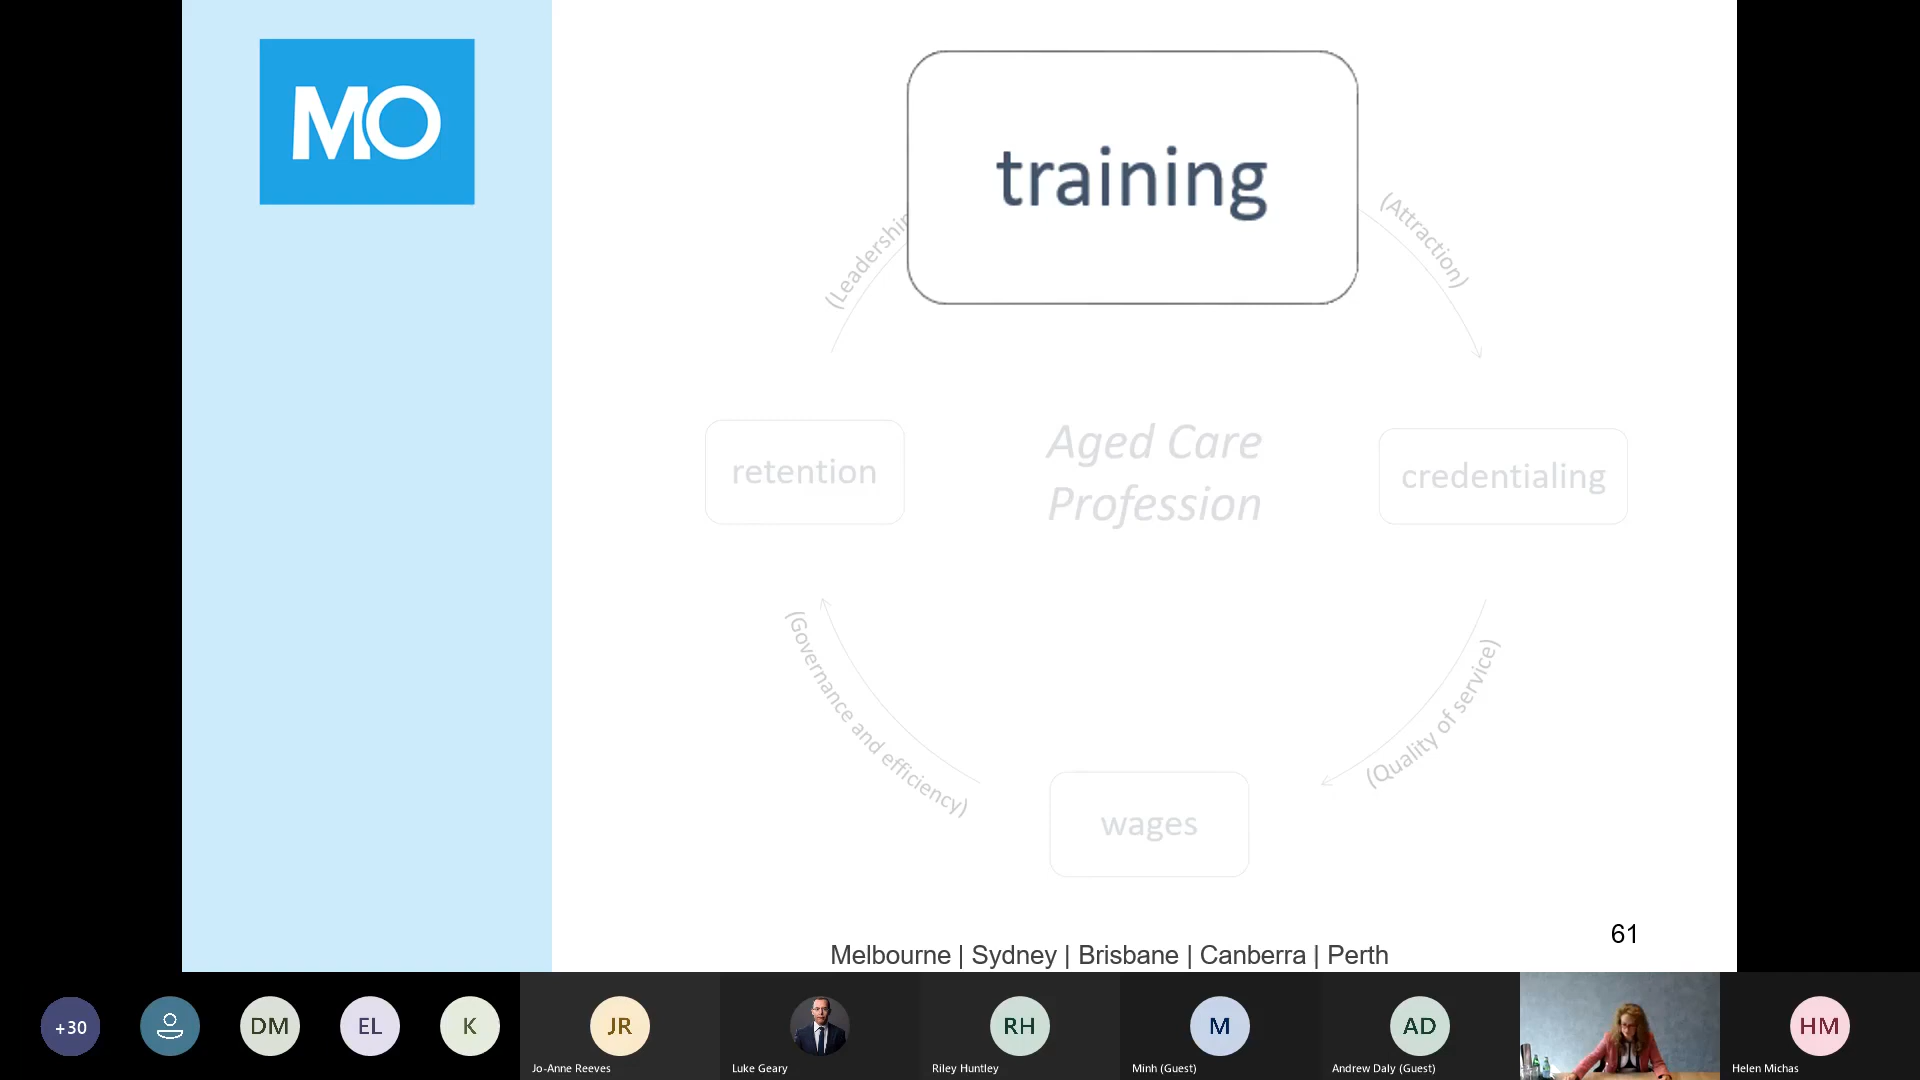 MO
training
(Leadership
(Attraction)
retention
Aged Care
Profession
credentialing
(Governance and efficiency)
(Quality of service)
wages
61
Melbourne | Sydney | Brisbane | Canberra | Perth
+30
DM
EL
K
JR
RH
M
AD
HM
Jo-Anne Reeves
Luke Geary
Riley Huntley
Minh (Guest)
Andrew Daly (Guest)
Helen Michas